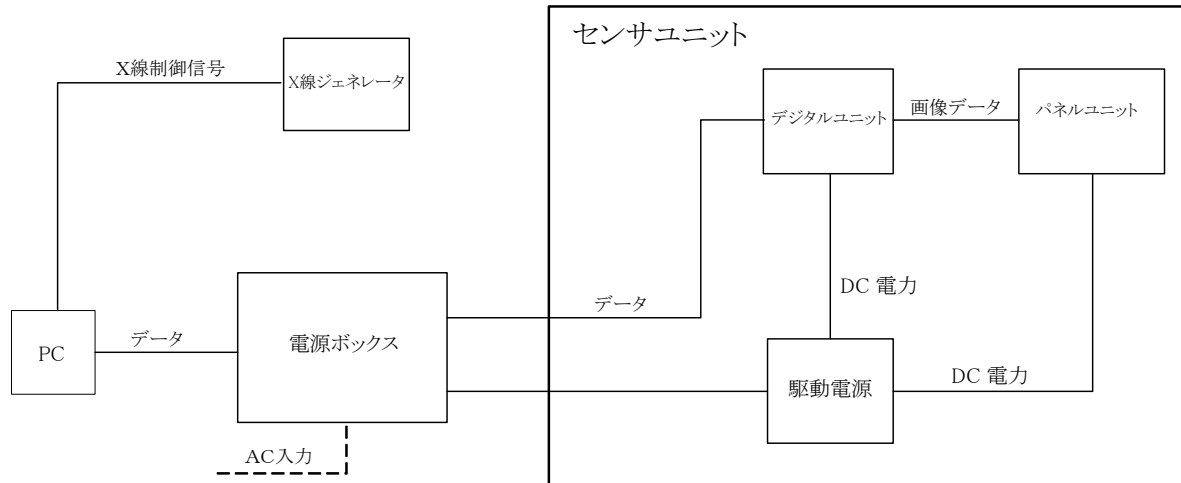 センサユニット
X線制御信号
X線ジェネレータ
デジタルユニット
画像データ
パネルユニット
DC 電力
データ
PC
データ
電源ボックス
駆動電源
DC 電力
AC入力